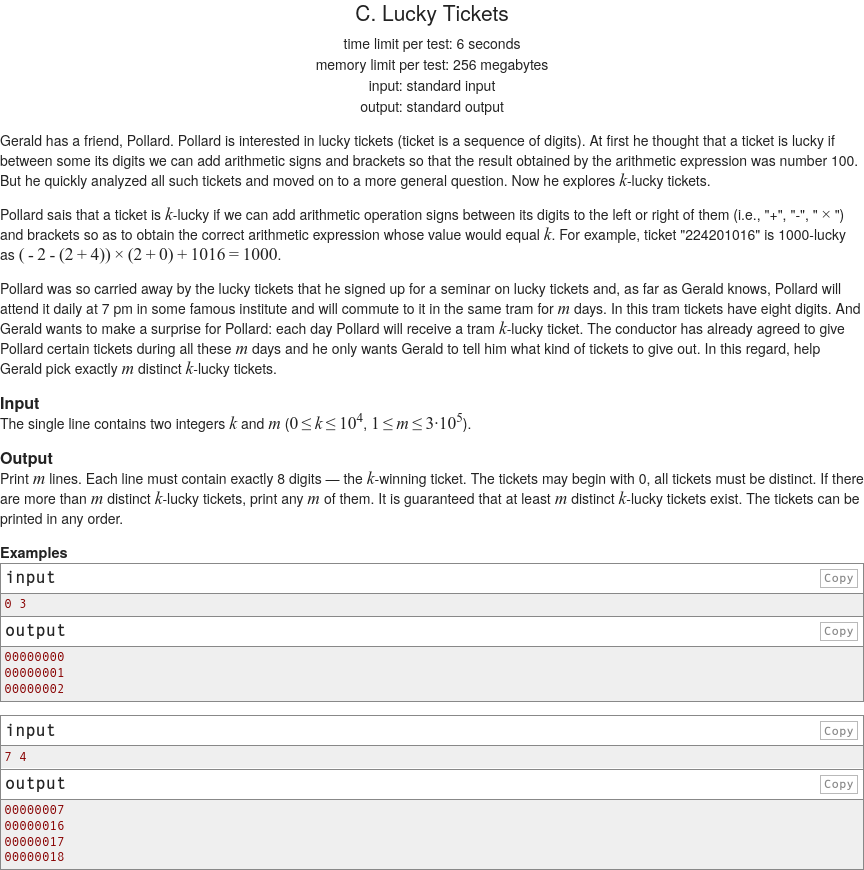 C. Lucky Tickets
time limit per test: 6 seconds
memory limit per test: 256 megabytes
input: standard input
output: standard output
Gerald has a friend, Pollard. Pollard is interested in lucky tickets (ticket is a sequence of digits). At first he thought that a ticket is lucky if
between some its digits we can add arithmetic signs and brackets so that the result obtained by the arithmetic expression was number 100.
But he quickly analyzed all such tickets and moved on to a more general question. Now he explores k-lucky tickets.
Pollard sais that a ticket is k-lucky if we can add arithmetic operation signs between its digits to the left or right of them (i.e., "+", "-", " × ")
and brackets so as to obtain the correct arithmetic expression whose value would equal k. For example, ticket "224201016" is 1000-lucky
as ( - 2 - (2 + 4)) × (2 + 0) + 1016 = 1000.
Pollard was so carried away by the lucky tickets that he signed up for a seminar on lucky tickets and, as far as Gerald knows, Pollard will
attend it daily at 7 pm in some famous institute and will commute to it in the same tram for m days. In this tram tickets have eight digits. And
Gerald wants to make a surprise for Pollard: each day Pollard will receive a tram k-lucky ticket. The conductor has already agreed to give
Pollard certain tickets during all these m days and he only wants Gerald to tell him what kind of tickets to give out. In this regard, help
Gerald pick exactly m distinct k-lucky tickets.
Input
The single line contains two integers k and m (0 ≤ k ≤ 10^4, 1 ≤ m ≤ 3·10^5).
Output
Print m lines. Each line must contain exactly 8 digits — the k-winning ticket. The tickets may begin with 0, all tickets must be distinct. If there
are more than m distinct k-lucky tickets, print any m of them. It is guaranteed that at least m distinct k-lucky tickets exist. The tickets can be
printed in any order.
Examples
input
Copy
0 3
output
Copy
00000000
00000001
00000002
input
Copy
7 4
output
Copy
00000007
00000016
00000017
00000018